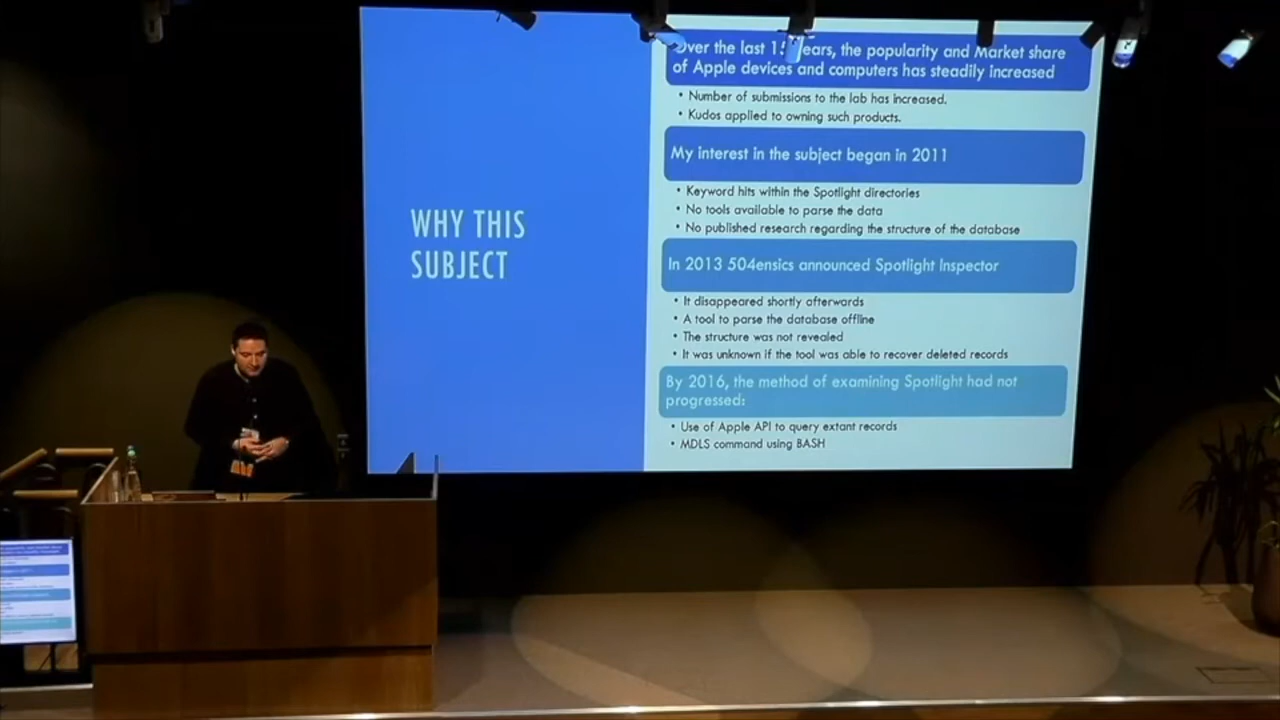 WHY THIS
SUBJECT
Over the last 15 years, the popularity and Market share
of Apple devices and computers has steadily increased
• Number of submissions to the lab has increased.
• Kudos applied to owning such products.
My interest in the subject began in 2011
• Keyword hits within the Spotlight directories
• No tools available to parse the data
• No published research regarding the structure of the database
In 2013 504ensics announced Spotlight Inspector
• It disappeared shortly afterwards
• A tool to parse the database offline
• The structure was not revealed
• It was unknown if the tool was able to recover deleted records
By 2016, the method of examining Spotlight had not
progressed:
• Use of Apple API to query extant records
• MDLS command using BASH